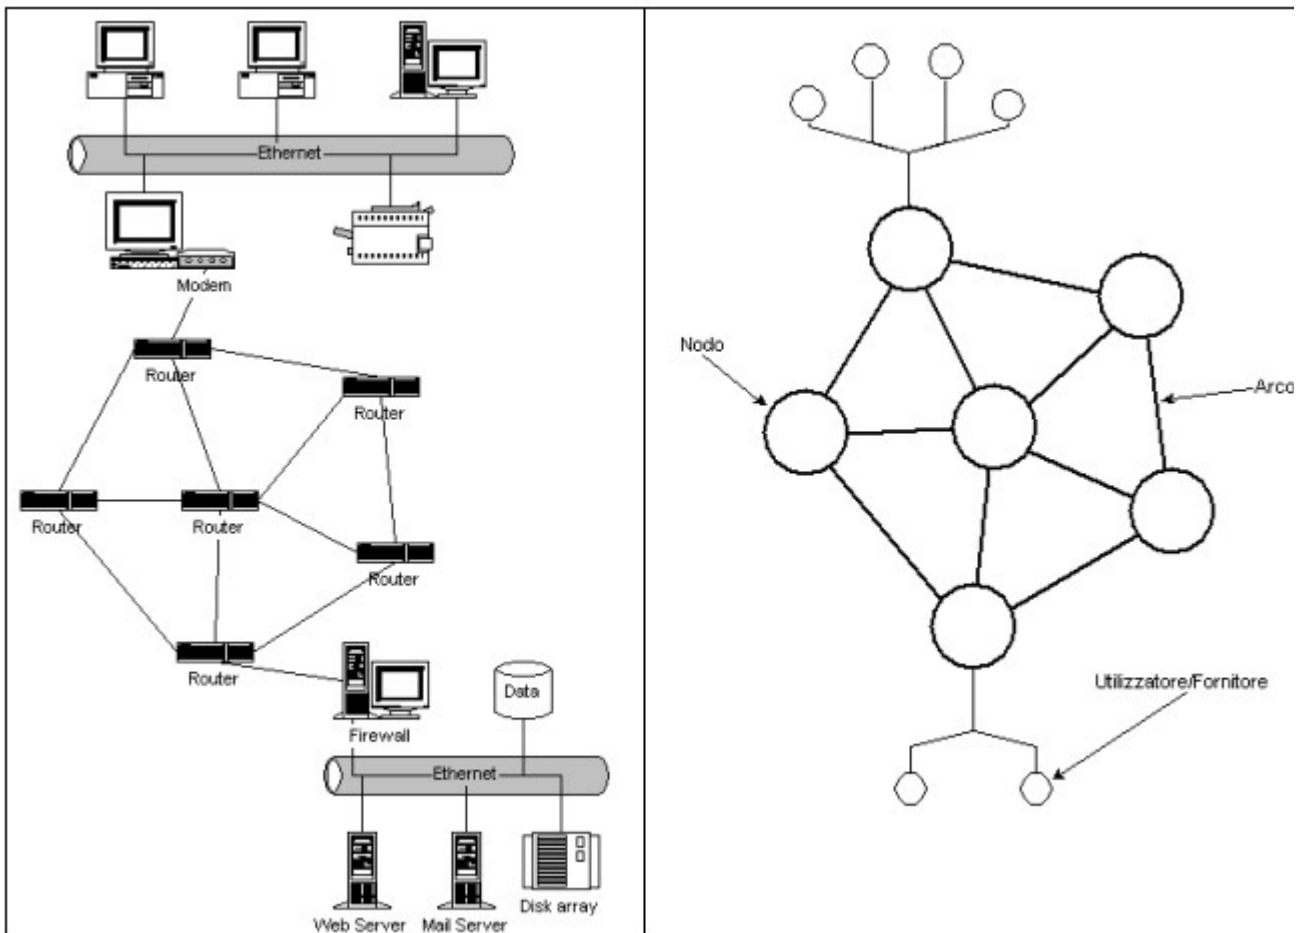 Ethernet
Modem
Router
Router
Router
Router
Router
Router
Firewall
Data
Ethernet
Web Server
Mail Server
Disk array
Nodo
Arco
Utilizzatore/Fornitore